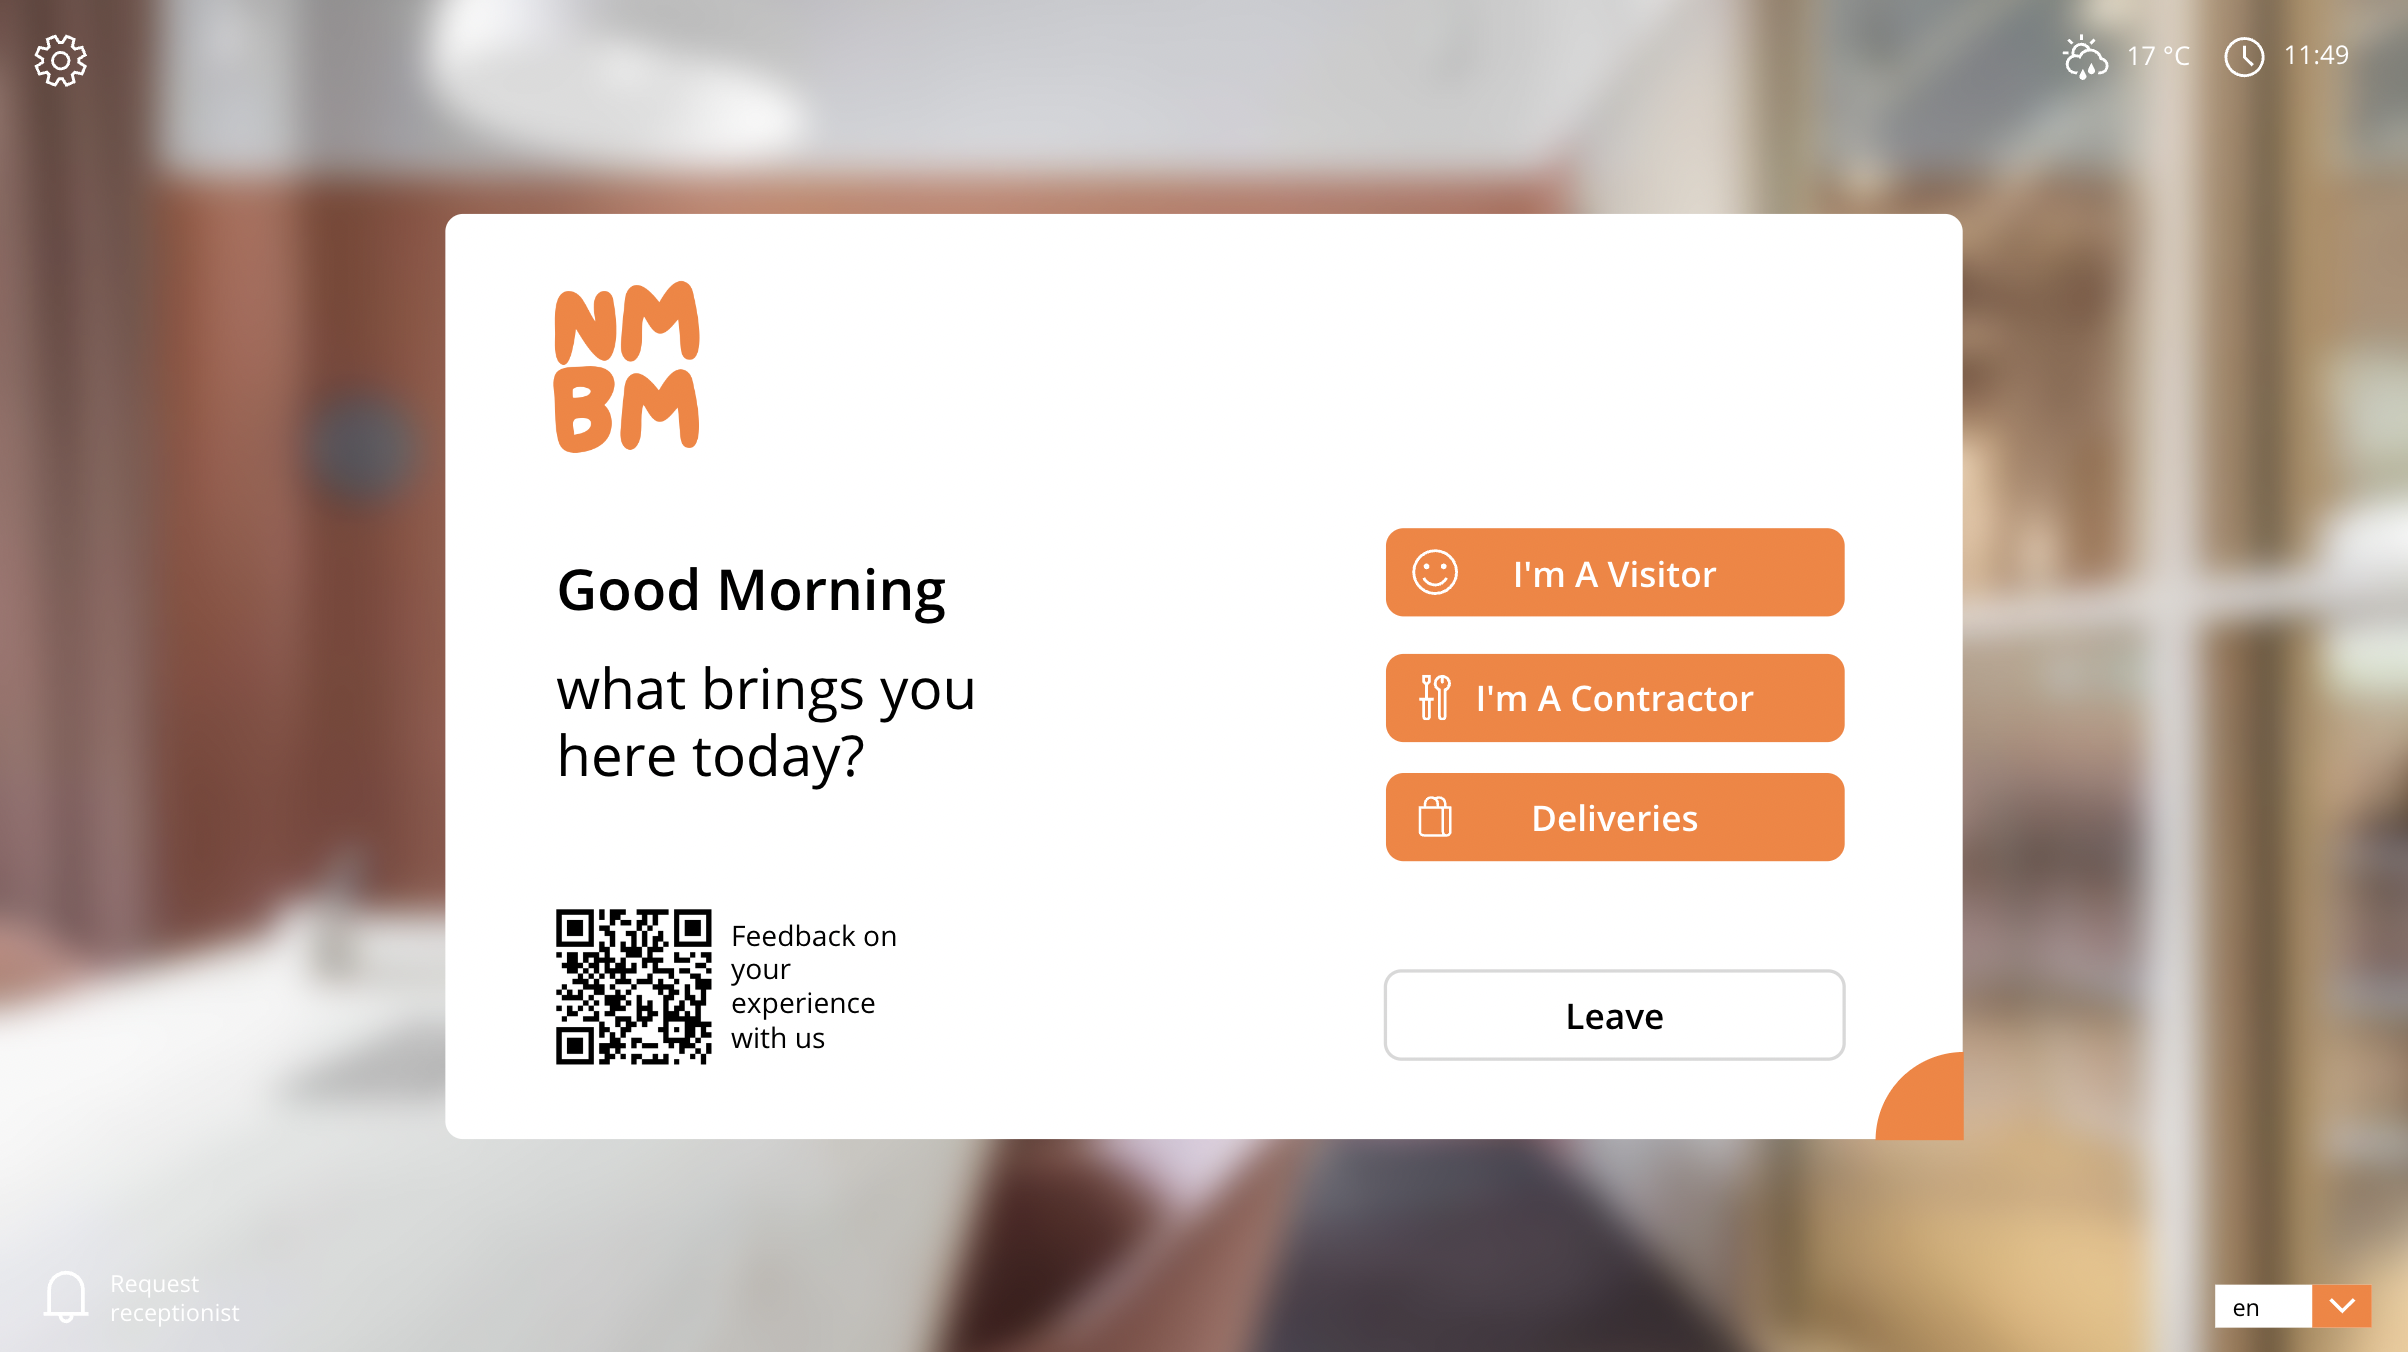 17 °C
11:49
NM
BM
Good Morning
what brings you
here today?
I'm A Visitor
I'm A Contractor
Deliveries
Feedback on
your
experience
with us
Leave
Request
receptionist
en